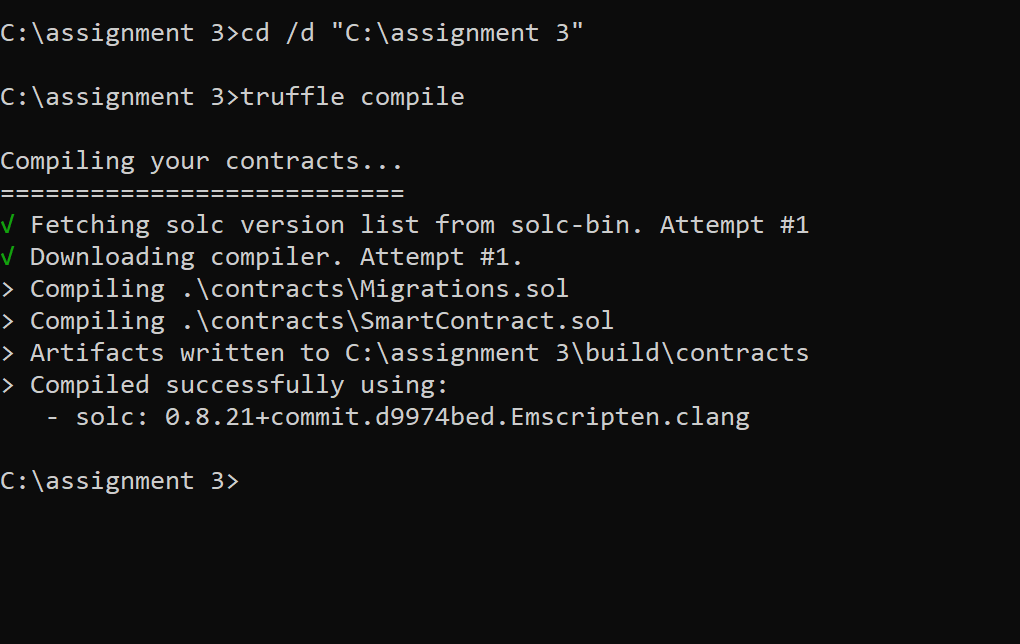 C:\assignment 3>cd /d "C:\assignment 3"
C:\assignment 3>truffle compile
Compiling your contracts...
===========================
√ Fetching solc version list from solc-bin. Attempt #1
√ Downloading compiler. Attempt #1.
> Compiling .\contracts\Migrations.sol
> Compiling .\contracts\SmartContract.sol
> Artifacts written to C:\assignment 3\build\contracts
> Compiled successfully using:
   - solc: 0.8.21+commit.d9974bed.Emscripten.clang
C:\assignment 3>